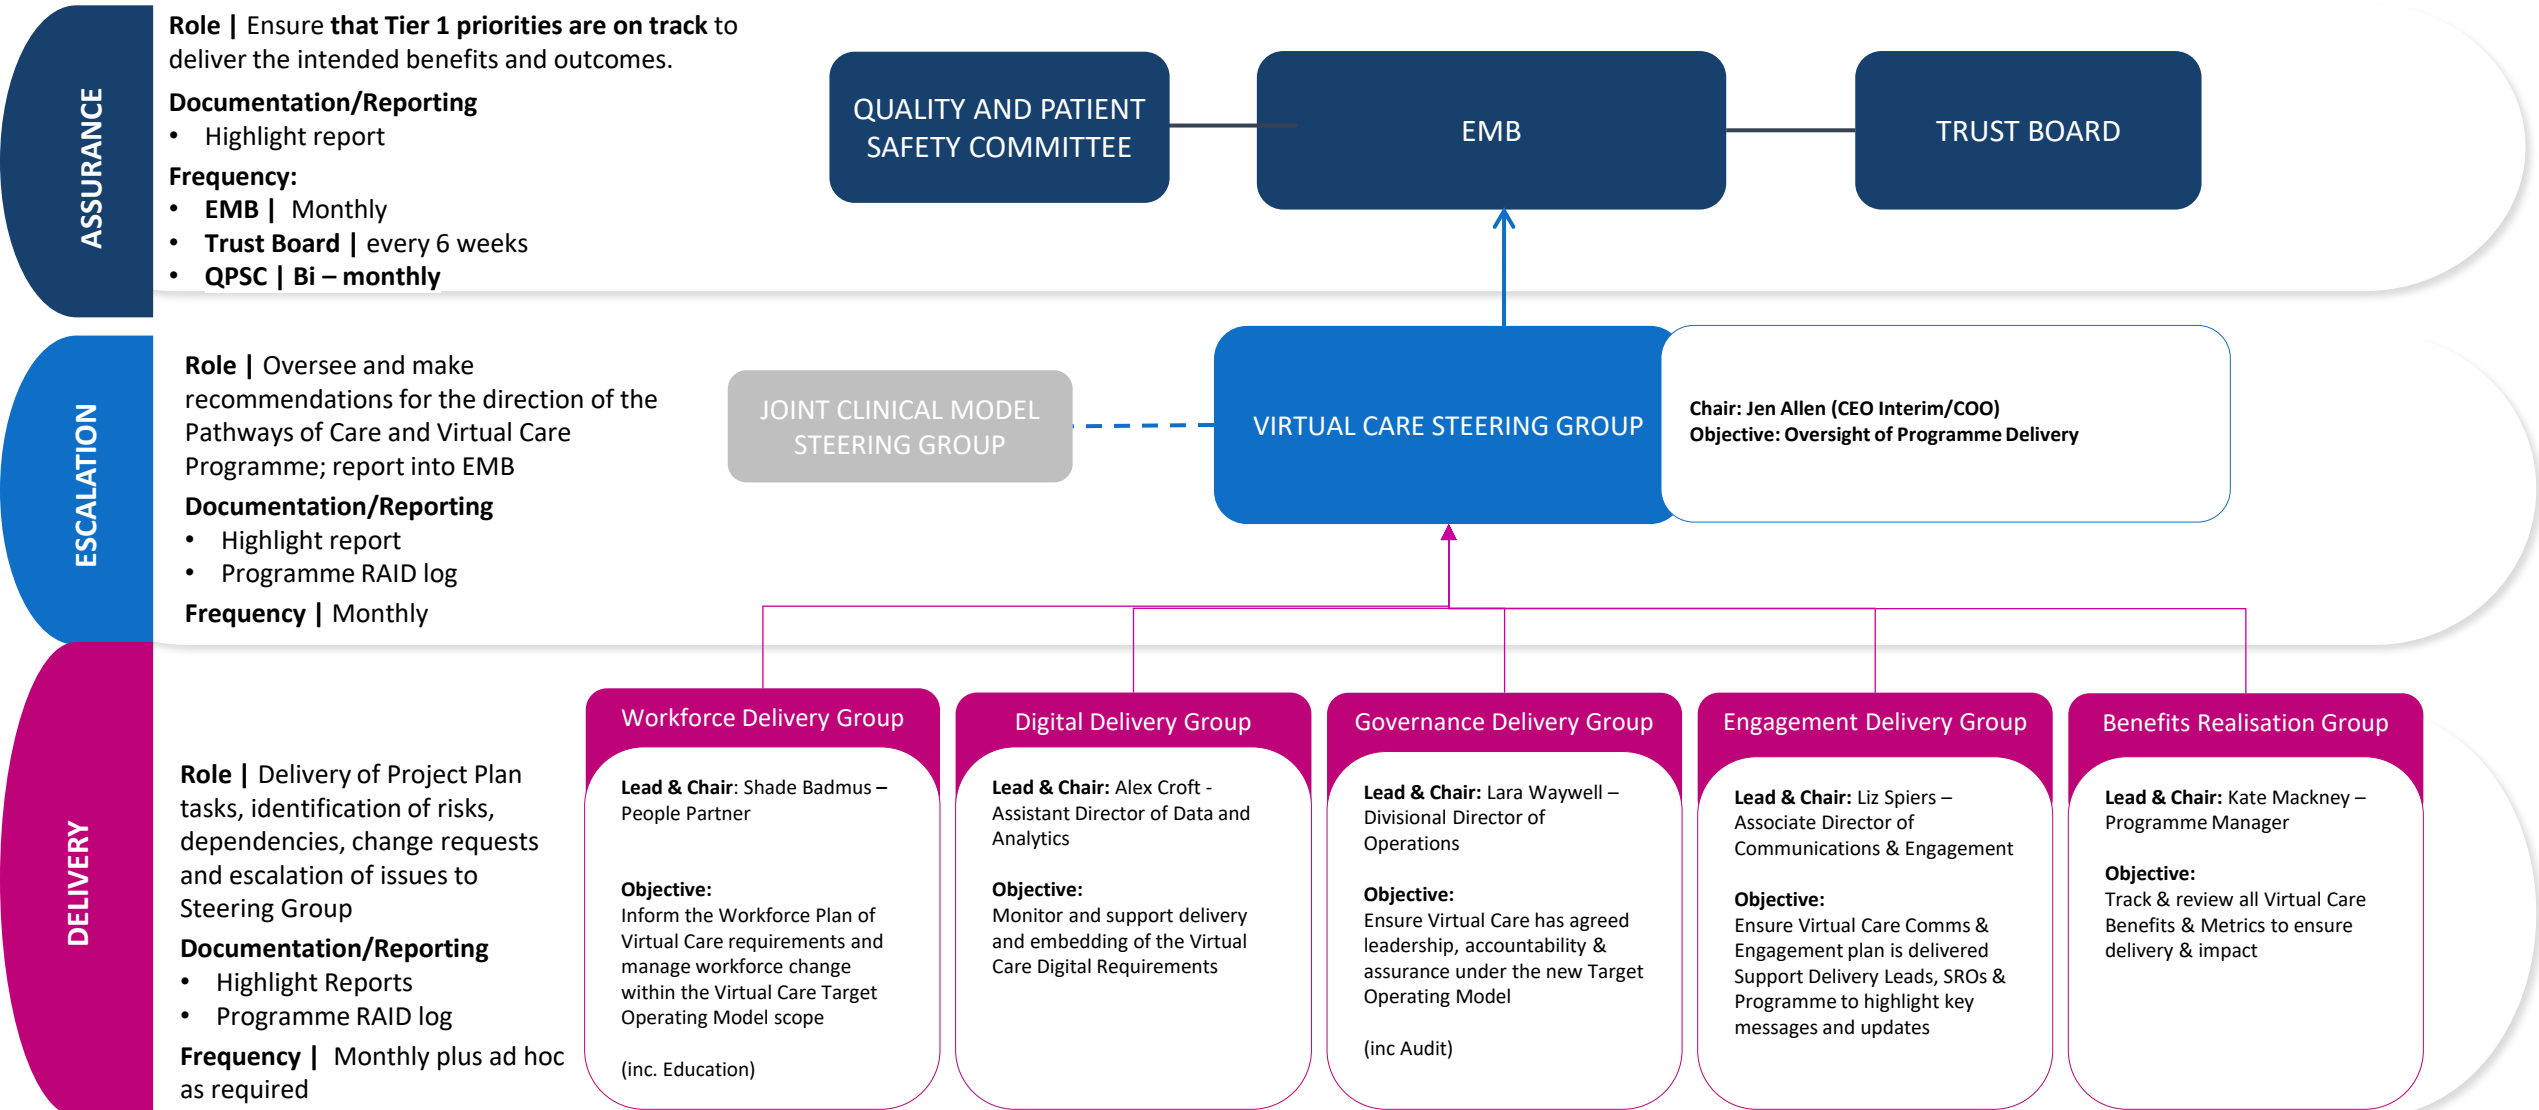 ASSURANCE
Role | Ensure that Tier 1 priorities are on track to
deliver the intended benefits and outcomes.
Documentation/Reporting
• Highlight report
Frequency:
• EMB | Monthly
• Trust Board | every 6 weeks
• QPSC | Bi – monthly
QUALITY AND PATIENT
SAFETY COMMITTEE
EMB
TRUST BOARD
ESCALATION
Role | Oversee and make
recommendations for the direction of the
Pathways of Care and Virtual Care
Programme; report into EMB
Documentation/Reporting
• Highlight report
• Programme RAID log
Frequency | Monthly
JOINT CLINICAL MODEL
STEERING GROUP
VIRTUAL CARE STEERING GROUP
Chair: Jen Allen (CEO Interim/COO)
Objective: Oversight of Programme Delivery
DELIVERY
Role | Delivery of Project Plan
tasks, identification of risks,
dependencies, change requests
and escalation of issues to
Steering Group
Documentation/Reporting
• Highlight Reports
• Programme RAID log
Frequency | Monthly plus ad hoc
as required
Workforce Delivery Group
Lead & Chair: Shade Badmus –
People Partner
Objective:
Inform the Workforce Plan of
Virtual Care requirements and
manage workforce change
within the Virtual Care Target
Operating Model scope
(inc. Education)
Digital Delivery Group
Lead & Chair: Alex Croft -
Assistant Director of Data and
Analytics
Objective:
Monitor and support delivery
and embedding of the Virtual
Care Digital Requirements
Governance Delivery Group
Lead & Chair: Lara Waywell –
Divisional Director of
Operations
Objective:
Ensure Virtual Care has agreed
leadership, accountability &
assurance under the new Target
Operating Model
(inc Audit)
Engagement Delivery Group
Lead & Chair: Liz Spiers –
Associate Director of
Communications & Engagement
Objective:
Ensure Virtual Care Comms &
Engagement plan is delivered
Support Delivery Leads, SROs &
Programme to highlight key
messages and updates
Benefits Realisation Group
Lead & Chair: Kate Mackney –
Programme Manager
Objective:
Track & review all Virtual Care
Benefits & Metrics to ensure
delivery & impact